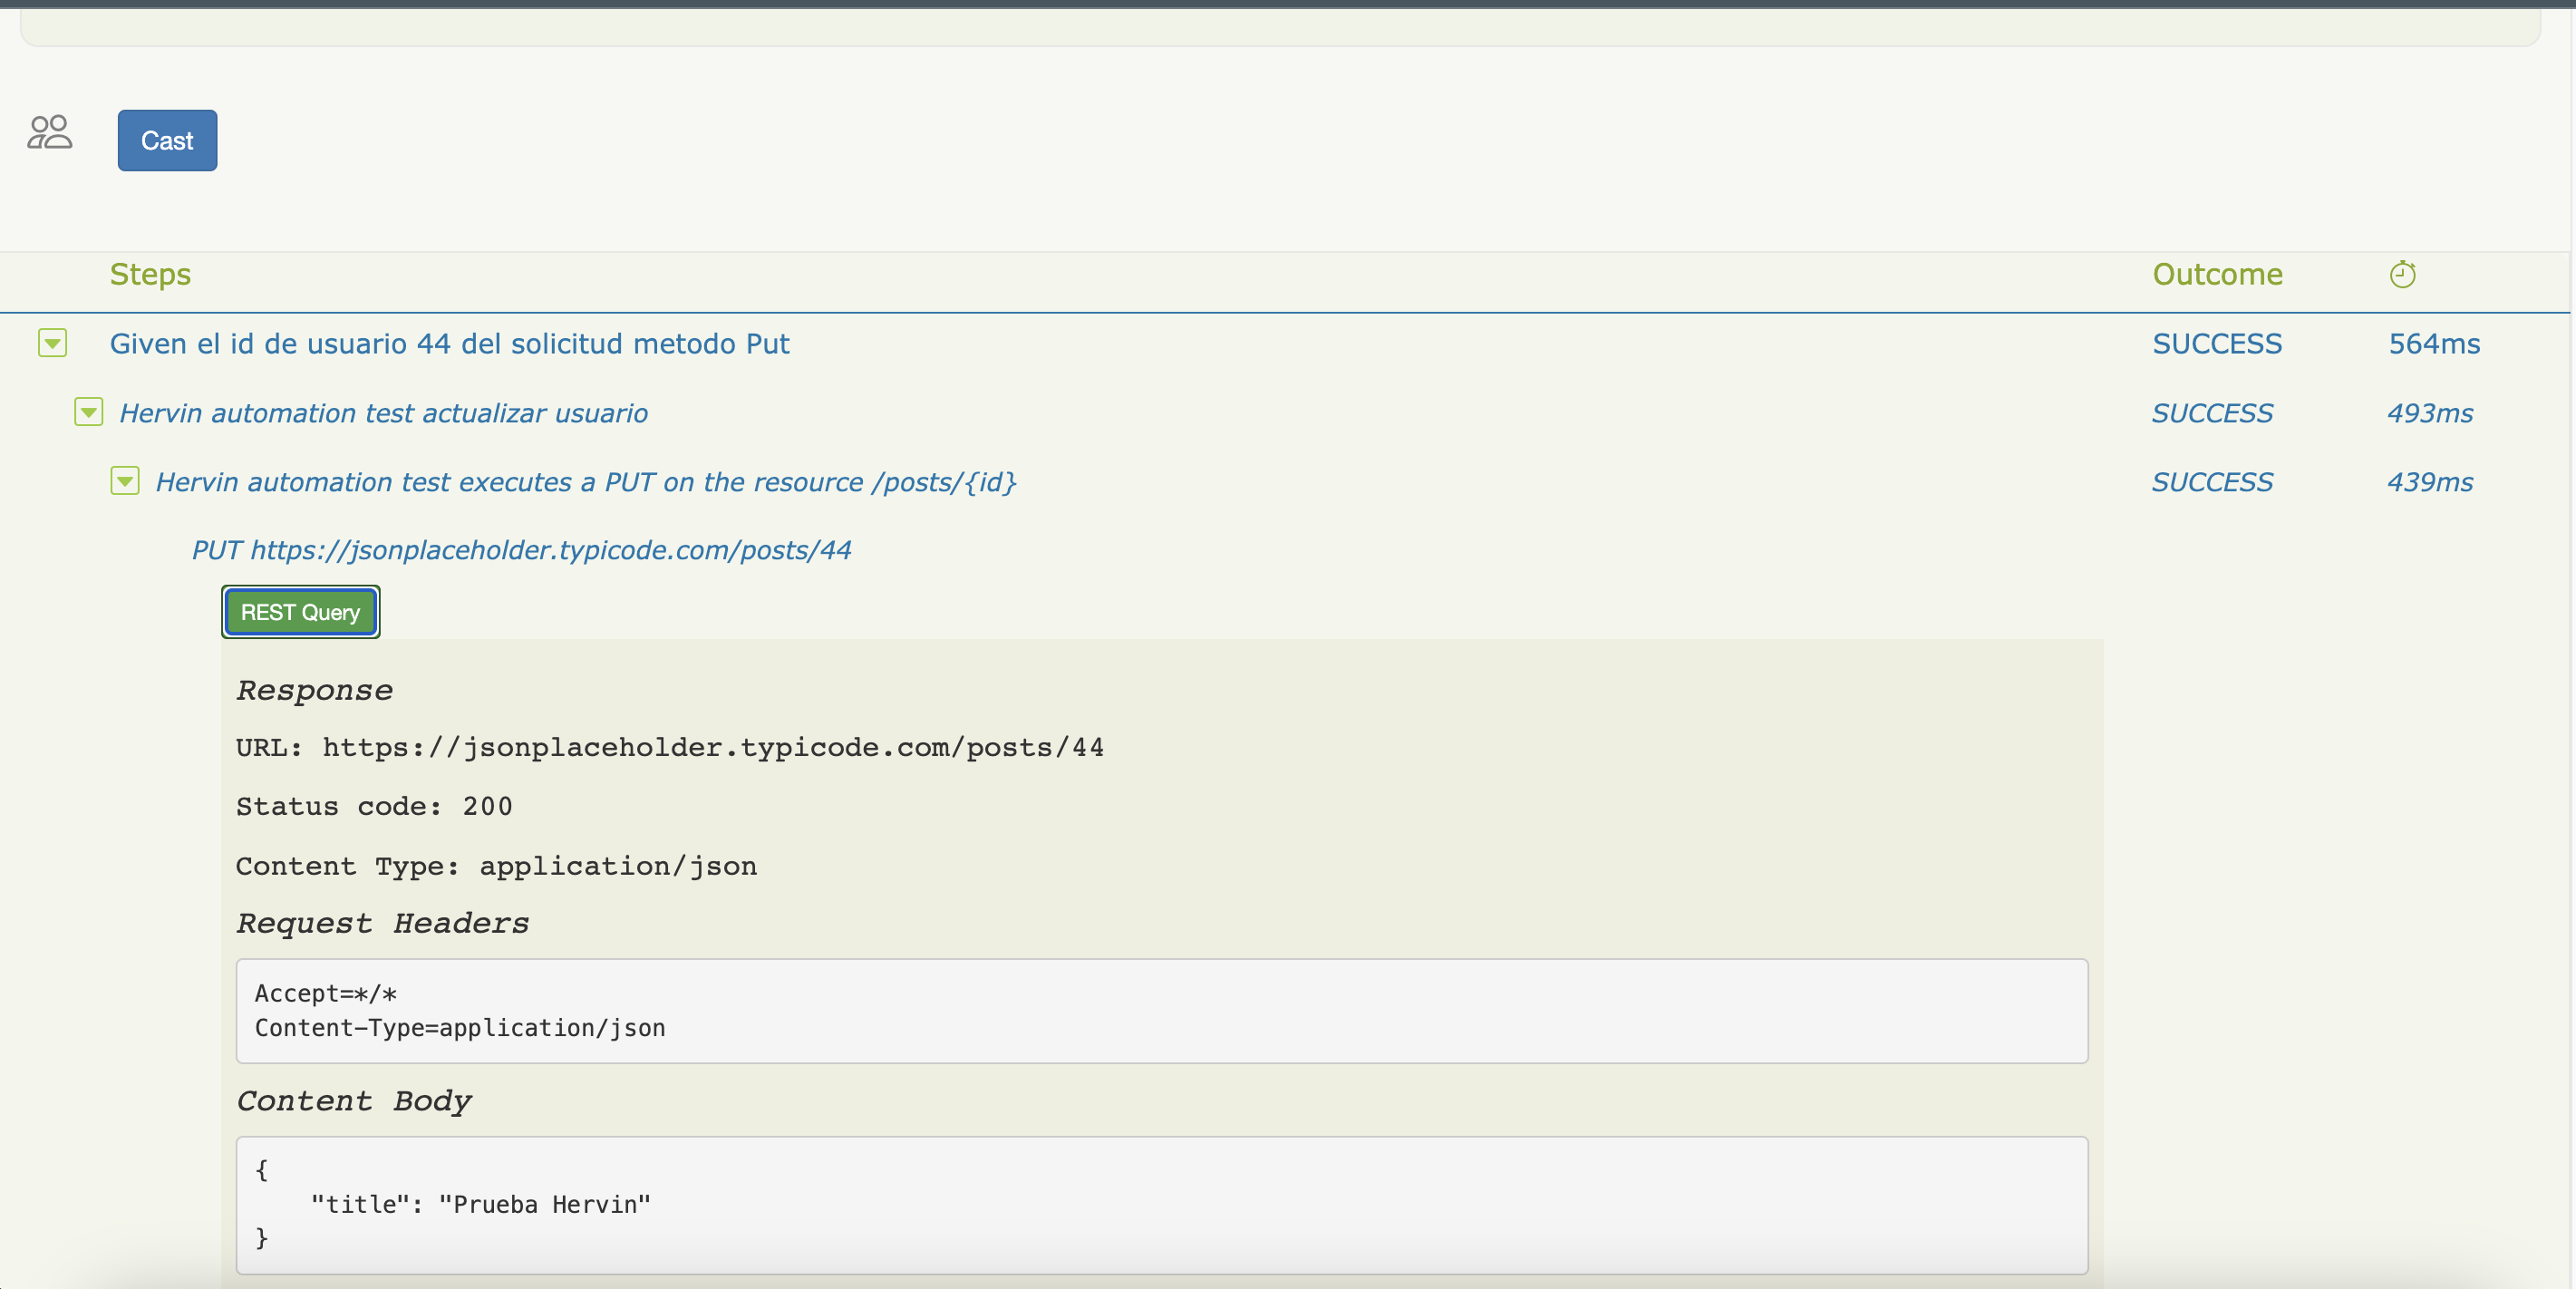 Cast
Steps Outcome
Given el id de usuario 44 del solicitud metodo Put SUCCESS 564ms
Hervin automation test actualizar usuario SUCCESS 493ms
Hervin automation test executes a PUT on the resource /posts/{id} SUCCESS 439ms
PUT https://jsonplaceholder.typicode.com/posts/44
REST Query
Response
URL: https://jsonplaceholder.typicode.com/posts/44
Status code: 200
Content Type: application/json
Request Headers
Accept=*/*
Content-Type=application/json
Content Body
{
"title": "Prueba Hervin"
}